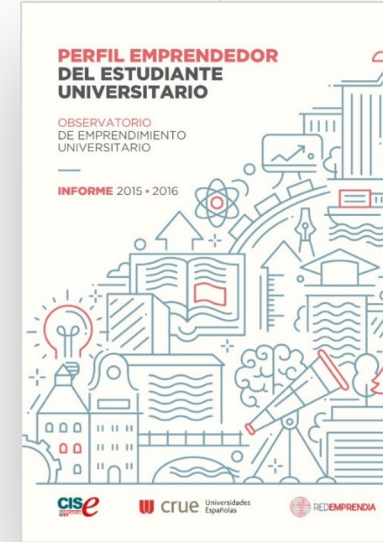 PERFIL EMPRENDEDOR
DEL ESTUDIANTE
UNIVERSITARIO
OBSERVATORIO
DE EMPRENDIMIENTO
UNIVERSITARIO
INFORME 2015 • 2016
CISe
crue Universidades
Españolas
REDEMPRENDIA